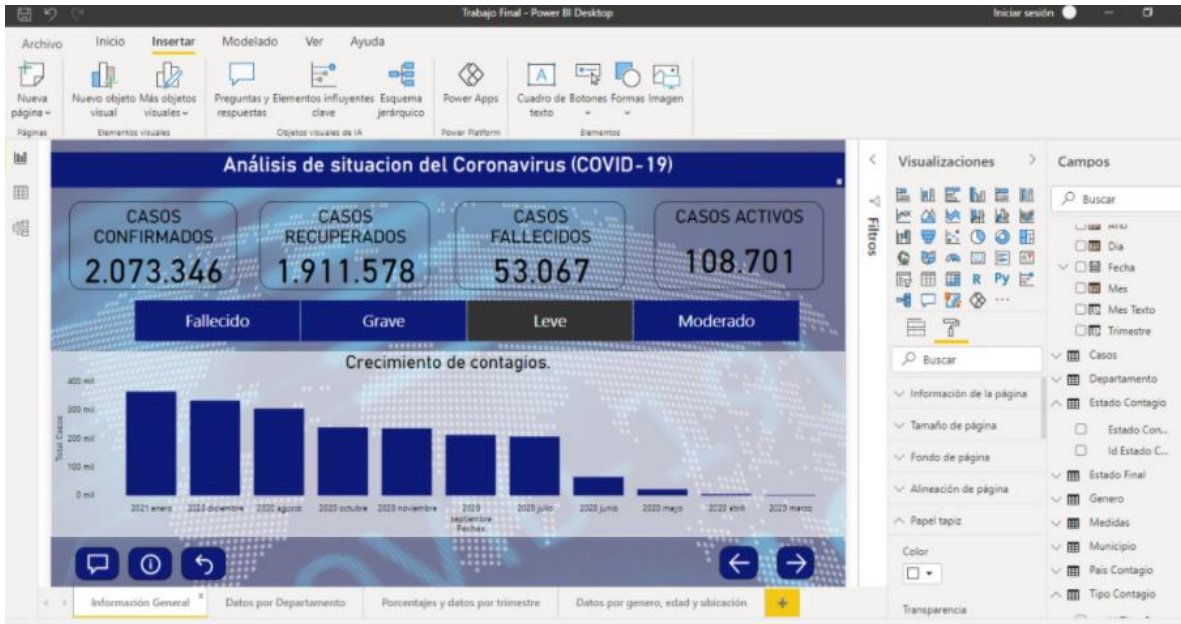 Trabajo Final - Power BI Desktop
Iniciar sesión
Archivo Inicio Insertar Modelado Ver Ayuda
Nueva página
Nuevo objeto visual
Más objetos visuales
Preguntas y respuestas
Elementos influyentes clave
Esquema jerárquico
Power Apps
Cuadro de texto
Botones
Formas
Imagen
Páginas
Elementos visuales
Objetos visuales de IA
Power Platform
Elementos
Análisis de situacion del Coronavirus (COVID-19)
CASOS CONFIRMADOS
2.073.346
CASOS RECUPERADOS
1.911.578
CASOS FALLECIDOS
53.067
CASOS ACTIVOS
108.701
Fallecido Grave Leve Moderado
Crecimiento de contagios.
Total Casos
400 mil
300 mil
200 mil
100 mil
0 mil
2021 enero 2020 diciembre 2020 agosto 2020 octubre 2020 noviembre 2020 septiembre 2020 julio 2020 junio 2020 mayo 2020 abril 2020 marzo
Fechas
Información General
Datos por Departamento
Porcentajes y datos por trimestre
Datos por genero, edad y ubicación
Filtros
Visualizaciones
R Py
Buscar
Información de la página
Tamaño de página
Fondo de página
Alineación de página
Papel tapiz
Color
Transparencia
Campos
Buscar
Dia
Fecha
Mes
Mes Texto
Trimestre
Casos
Departamento
Estado Contagio
Estado Con...
Id Estado C...
Estado Final
Genero
Medidas
Municipio
Pais Contagio
Tipo Contagio